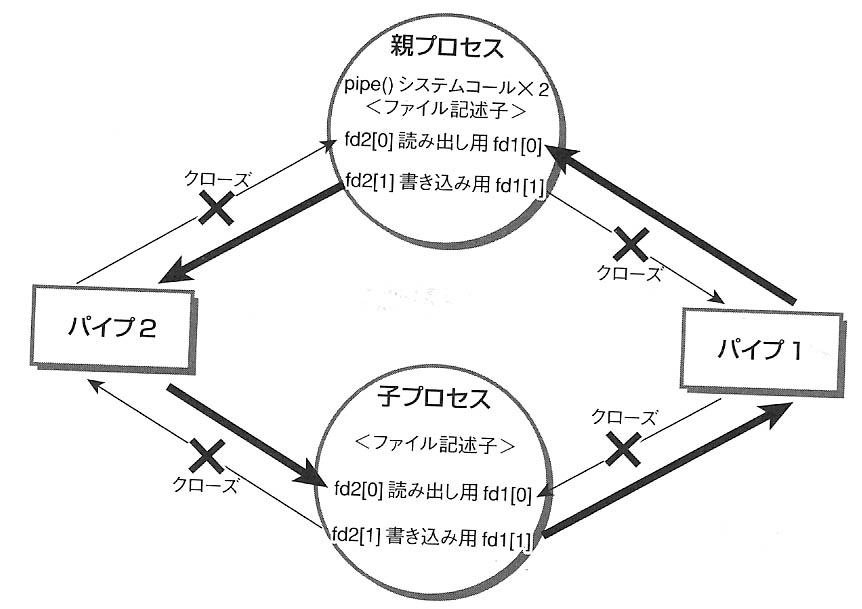 親プロセス
pipe()システムコール×2
＜ファイル記述子＞
fd2[0] 読み出し用 fd1[0]
fd2[1] 書き込み用 fd1[1]
クローズ
クローズ
パイプ2
パイプ1
子プロセス
＜ファイル記述子＞
fd2[0] 読み出し用 fd1[0]
fd2[1] 書き込み用 fd1[1]
クローズ
クローズ